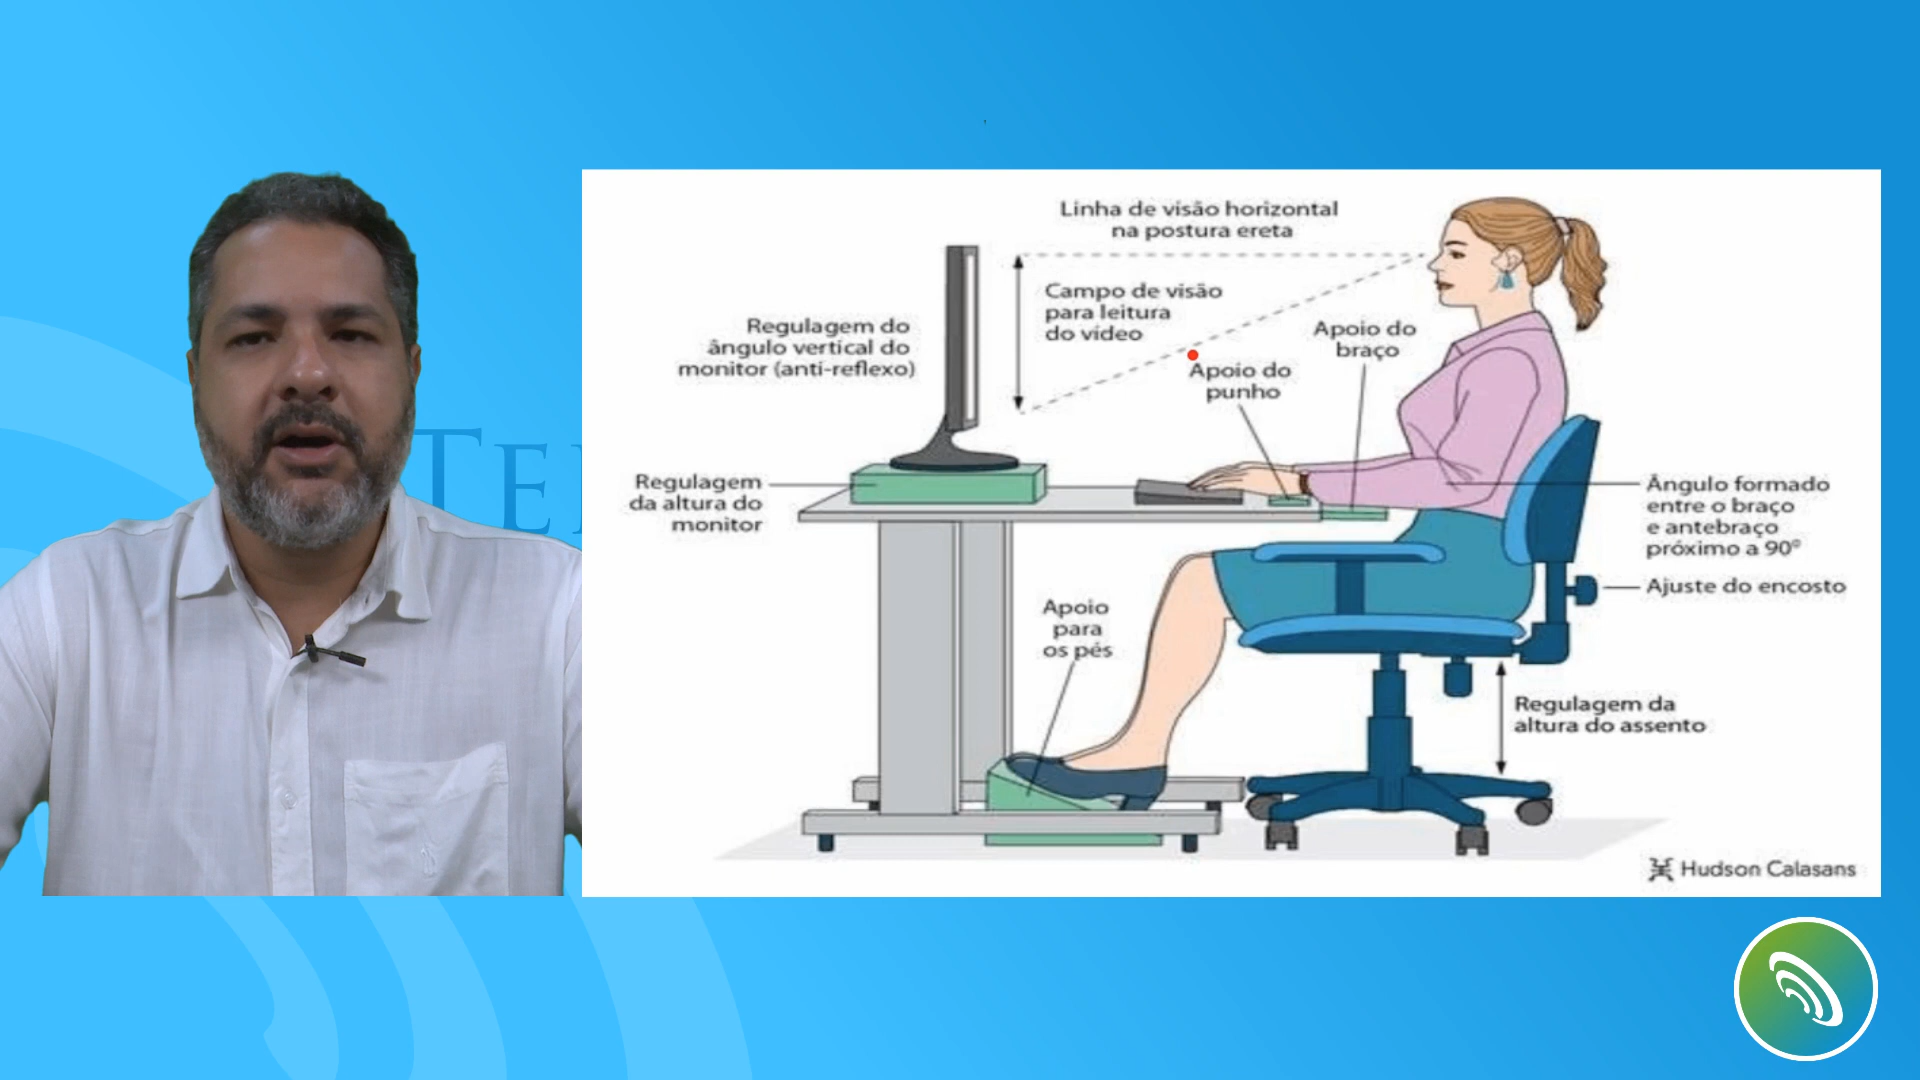 Linha de visão horizontal
na postura ereta
Campo de visão
para leitura
do vídeo
Regulagem do
ângulo vertical do
monitor (anti-reflexo)
Apoio do
braço
Apoio do
punho
Regulagem
da altura do
monitor
Ângulo formado
entre o braço
e antebraço
próximo a 90º
Ajuste do encosto
Apoio
para
os pés
Regulagem da
altura do assento
Hudson Calasans